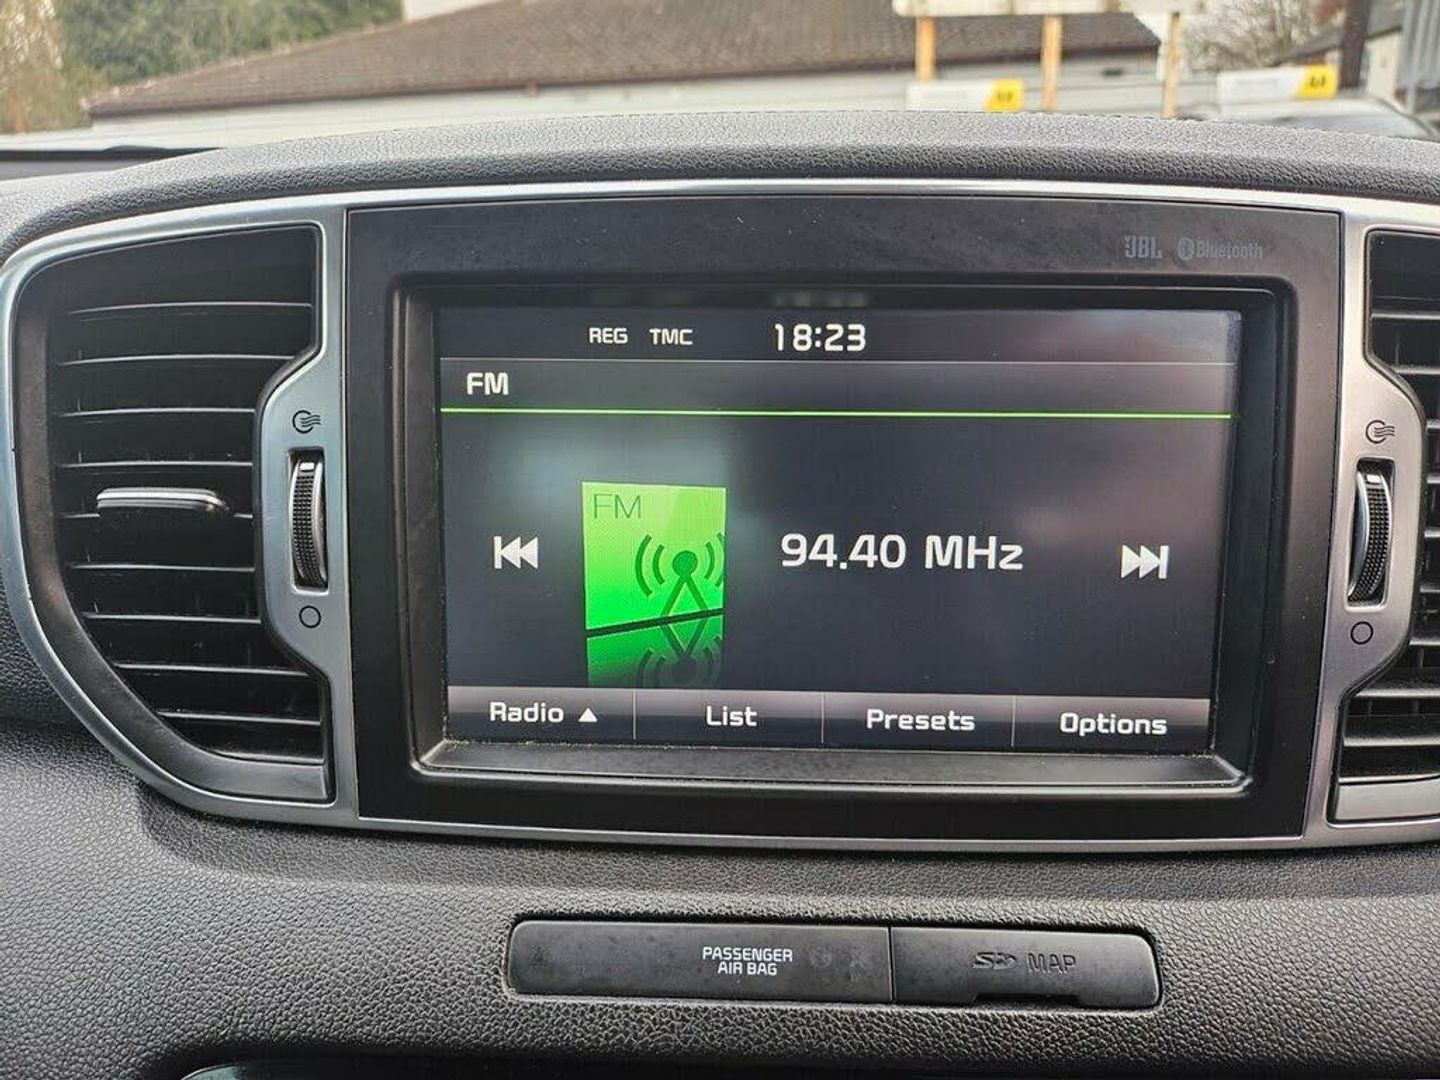 JBL Bluetooth
REG TMC 18:23
FM
FM
94.40 MHz
Radio ▲ List Presets Options
PASSENGER
AIR BAG
SD MAP